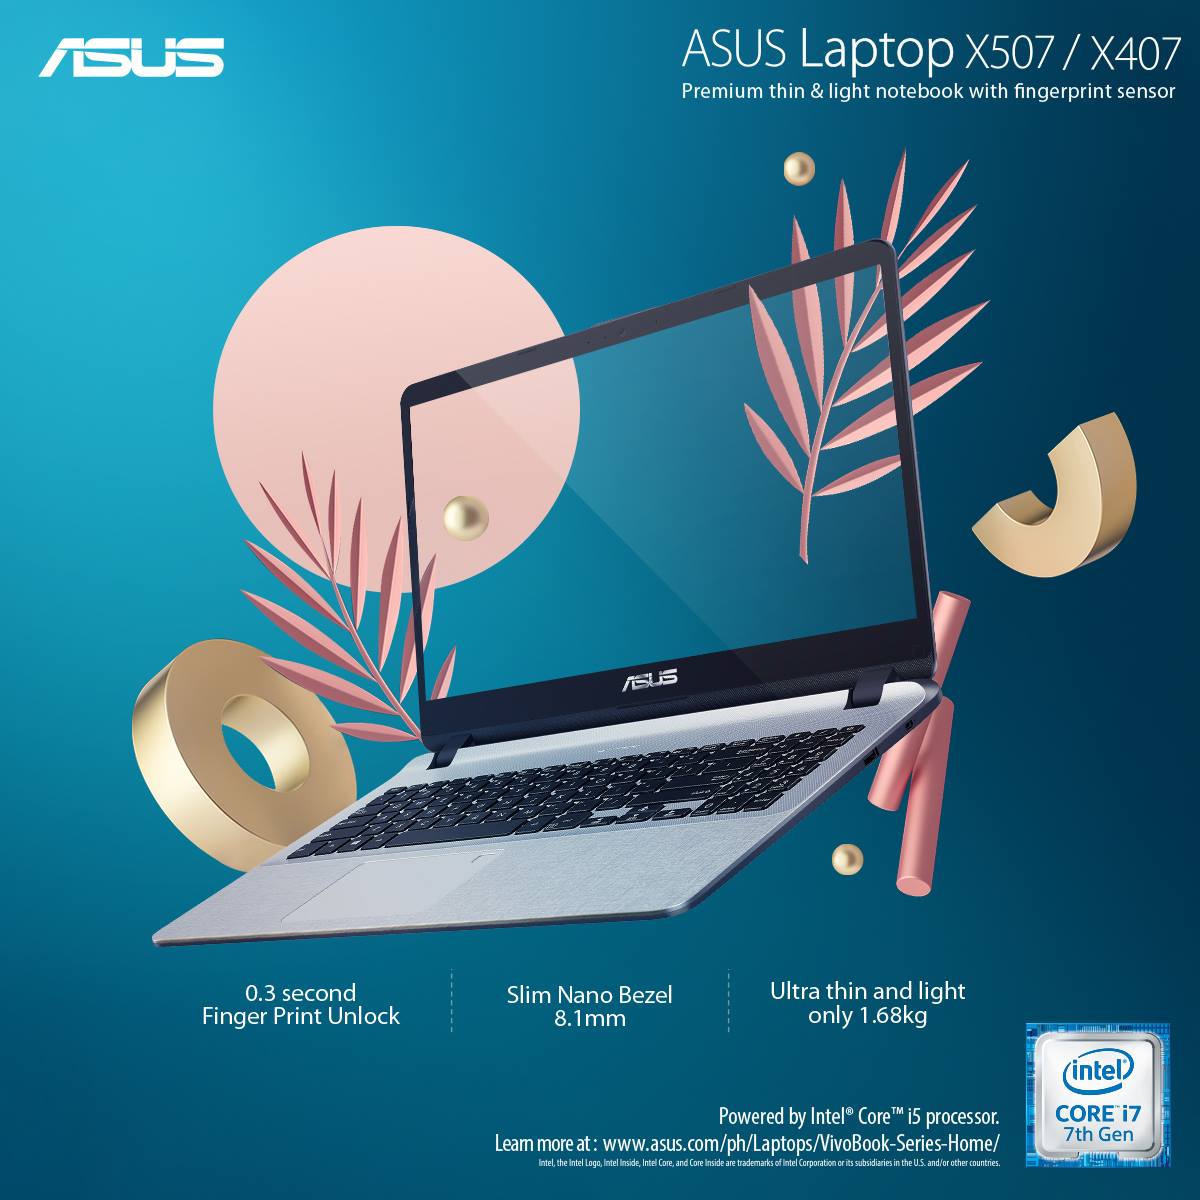 ASUS
ASUS Laptop X507 / X407
Premium thin & light notebook with fingerprint sensor
ASUS
0.3 second
Finger Print Unlock
Slim Nano Bezel
8.1mm
Ultra thin and light
only 1.68kg
intel®
CORE™ i7
7th Gen
Powered by Intel® Core™ i5 processor.
Learn more at : www.asus.com/ph/Laptops/VivoBook-Series-Home/
Intel, the Intel Logo, Intel Inside, Intel Core, and Core Inside are trademarks of Intel Corporation or its subsidiaries in the U.S. and/or other countries.